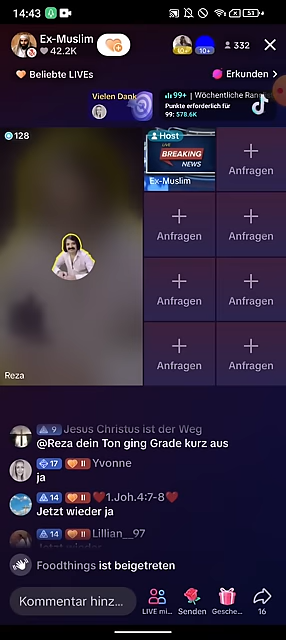 14:43
51
Ex-Muslim
42.2K
10+
332
Beliebte LIVEs
Erkunden
Vielen Dank
99+ | Wöchentliche Rang
Punkte erforderlich für
99: 578.6K
128
Host
LIVE
BREAKING
NEWS
Ex-Muslim
Anfragen
Anfragen
Anfragen
Anfragen
Anfragen
Anfragen
Anfragen
Reza
9 Jesus Christus ist der Weg
@Reza dein Ton ging Grade kurz aus
17 Yvonne
ja
14 1.Joh.4:7-8
Jetzt wieder ja
14 Lillian__97
Jetzt wieder
Foodthings ist beigetreten
Kommentar hinz...
LIVE mi...
Senden
Gesche...
16